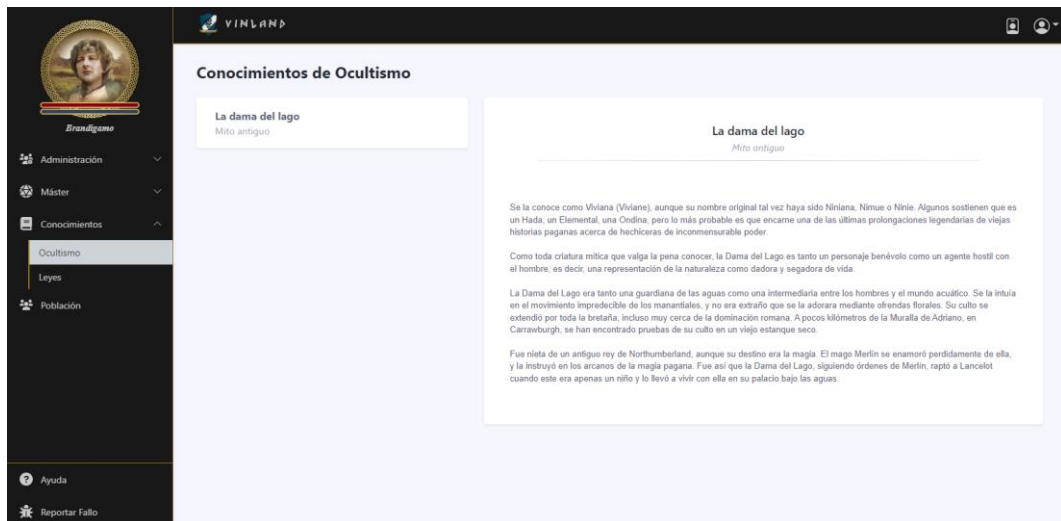 VINLAND
Brandigamo
Administración
Máster
Conocimientos
Ocultismo
Leyes
Población
Ayuda
Reportar Fallo
Conocimientos de Ocultismo
La dama del lago
Mito antiguo
La dama del lago
Mito antiguo
Se la conoce como Viviana (Viviane), aunque su nombre original tal vez haya sido Niniana, Nimue o Ninie. Algunos sostienen que es
un Hada, un Elemental, una Ondina, pero lo más probable es que encarne una de las últimas prolongaciones legendarias de viejas
historias paganas acerca de hechiceras de inconmensurable poder.
Como toda criatura mítica que valga la pena conocer, la Dama del Lago es tanto un personaje benévolo como un agente hostil con
el hombre, es decir, una representación de la naturaleza como dadora y segadora de vida.
La Dama del Lago era tanto una guardiana de las aguas como una intermediaria entre los hombres y el mundo acuático. Se la intuía
en el movimiento impredecible de los manantiales, y no era extraño que se la adorara mediante ofrendas florales. Su culto se
extendió por toda la bretaña, incluso muy cerca de la dominación romana. A pocos kilómetros de la Muralla de Adriano, en
Carrawburgh, se han encontrado pruebas de su culto en un viejo estanque seco.
Fue nieta de un antiguo rey de Northumberland, aunque su destino era la magia. El mago Merlín se enamoró perdidamente de ella,
y la instruyó en los arcanos de la magia pagana. Fue así que la Dama del Lago, siguiendo órdenes de Merlín, raptó a Lancelot
cuando este era apenas un niño y lo llevó a vivir con ella en su palacio bajo las aguas.